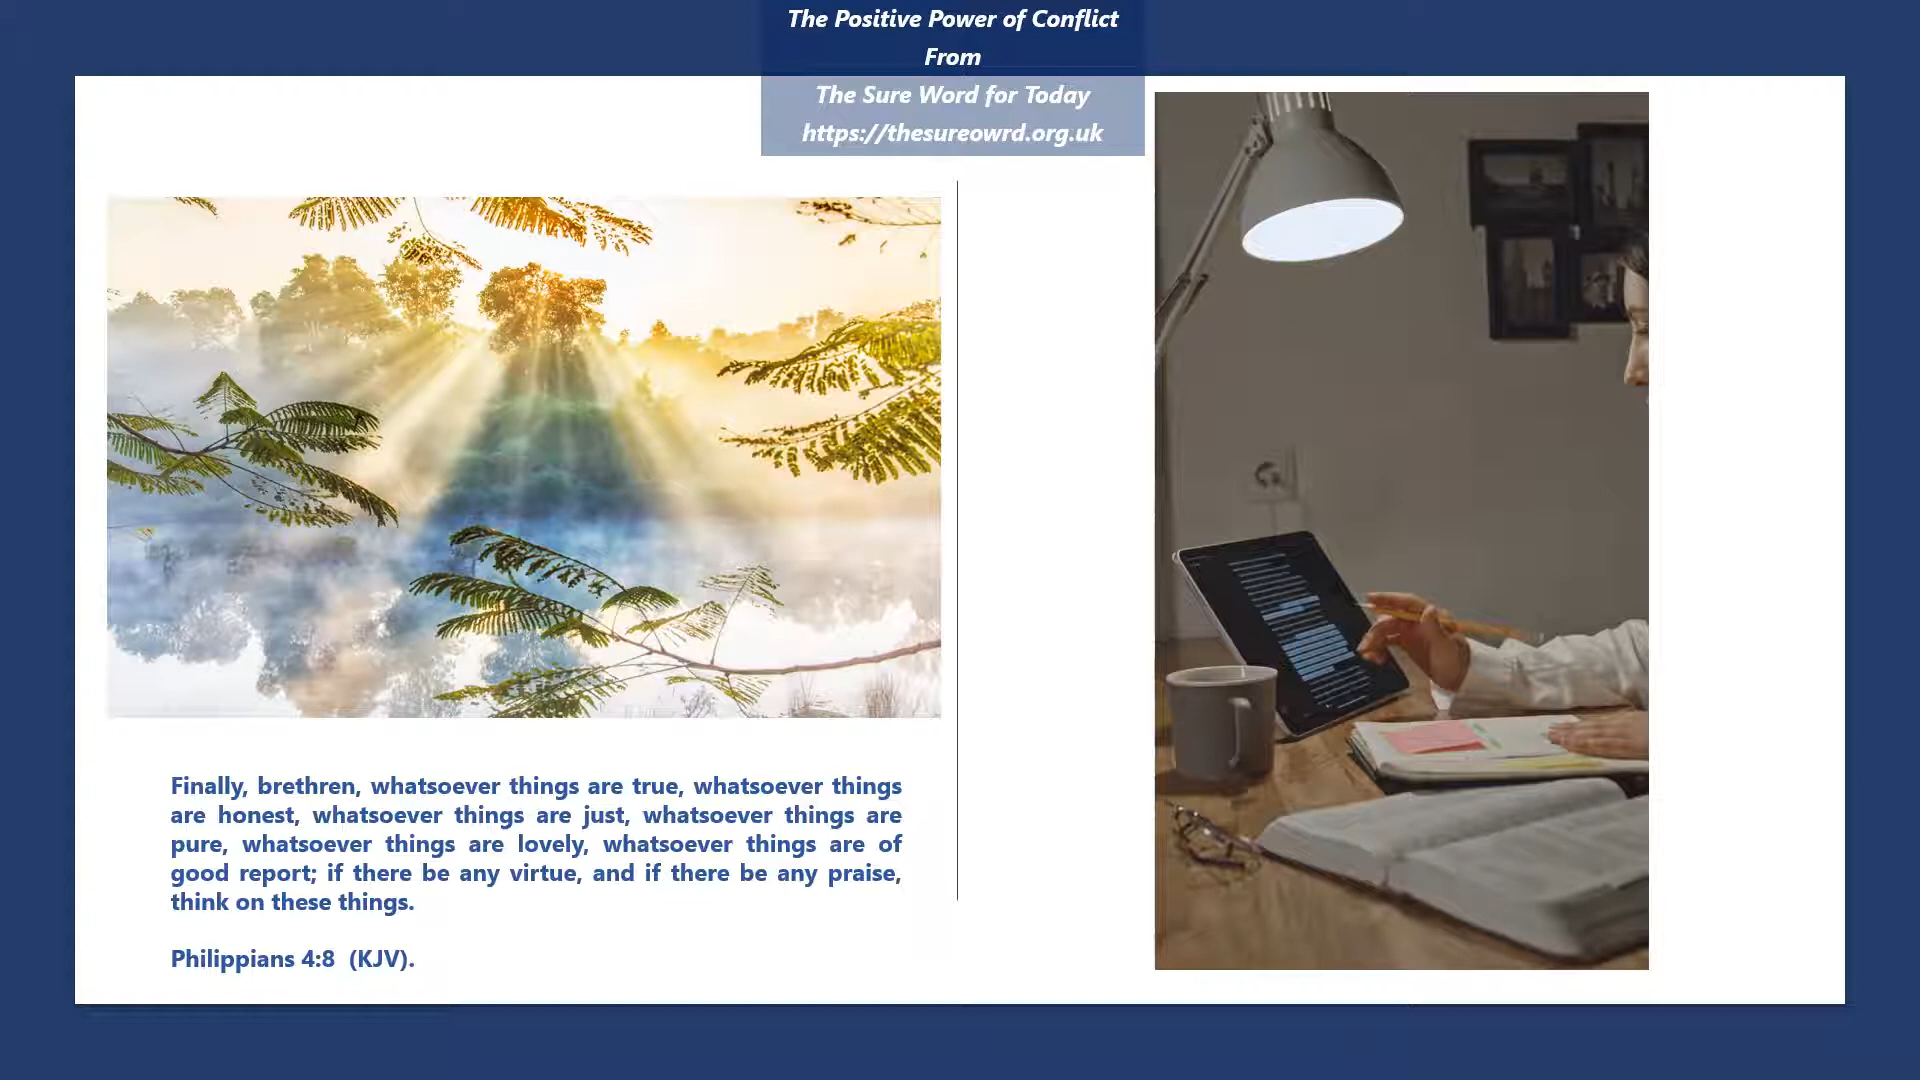 The Positive Power of Conflict
From
The Sure Word for Today
https://thesureowrd.org.uk
Finally, brethren, whatsoever things are true, whatsoever things
are honest, whatsoever things are just, whatsoever things are
pure, whatsoever things are lovely, whatsoever things are of
good report; if there be any virtue, and if there be any praise,
think on these things.
Philippians 4:8 (KJV).